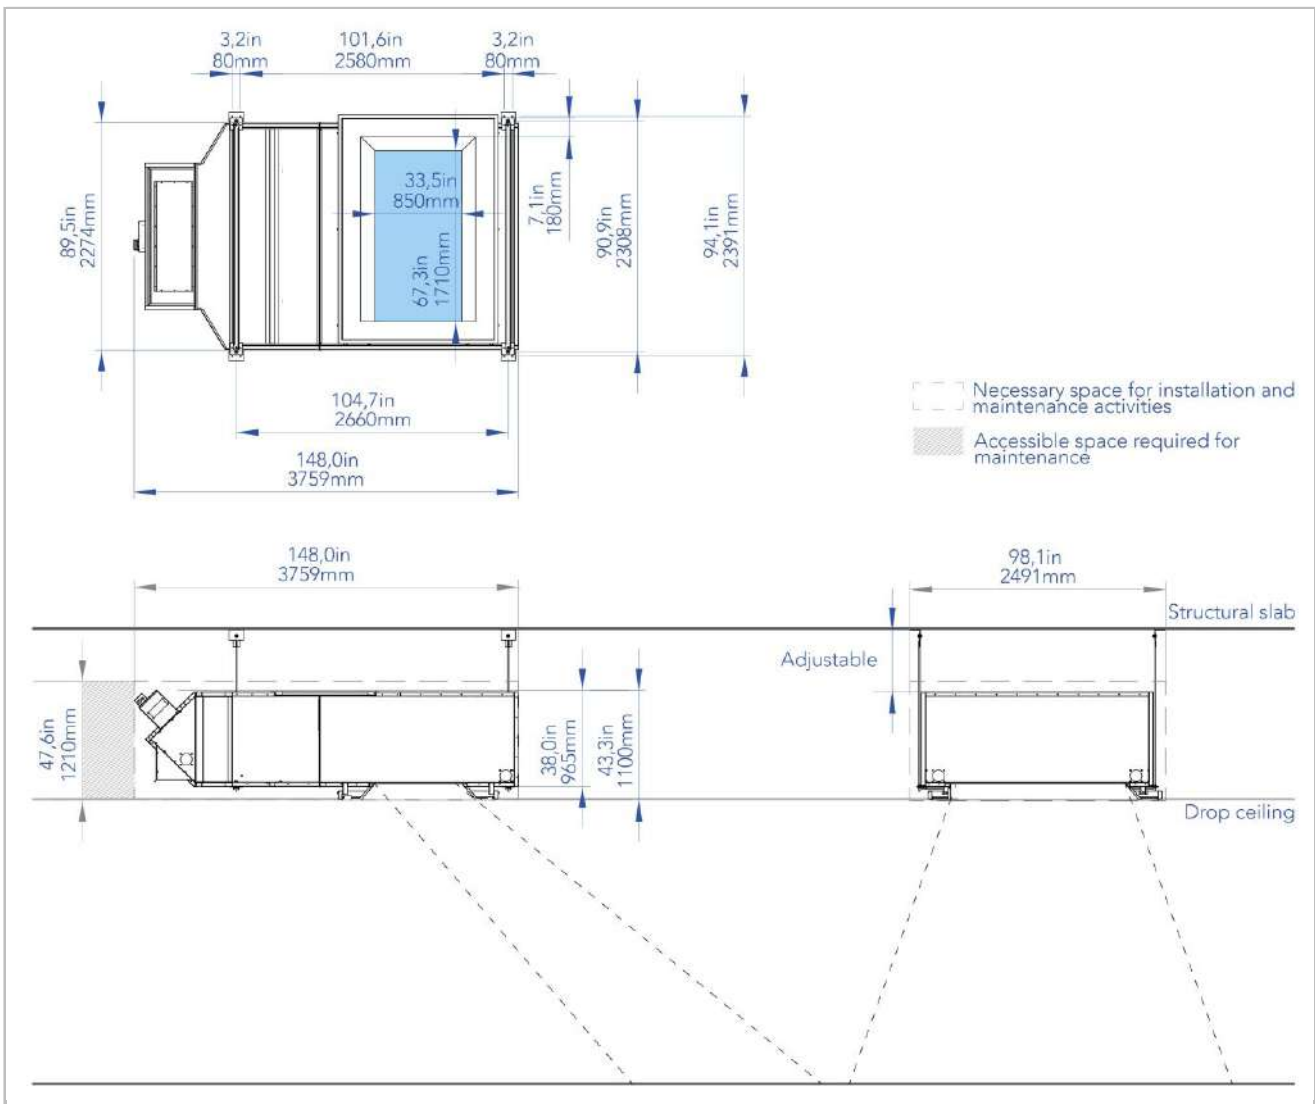 3,2in
80mm
101,6in
2580mm
3,2in
80mm
89,5in
2274mm
33,5in
850mm
67,3in
1710mm
7,1in
180mm
90,9in
2308mm
94,1in
2391mm
104,7in
2660mm
148,0in
3759mm
Necessary space for installation and
maintenance activities
Accessible space required for
maintenance
148,0in
3759mm
98,1in
2491mm
Structural slab
Adjustable
47,6in
1210mm
38,0in
965mm
43,3in
1100mm
Drop ceiling